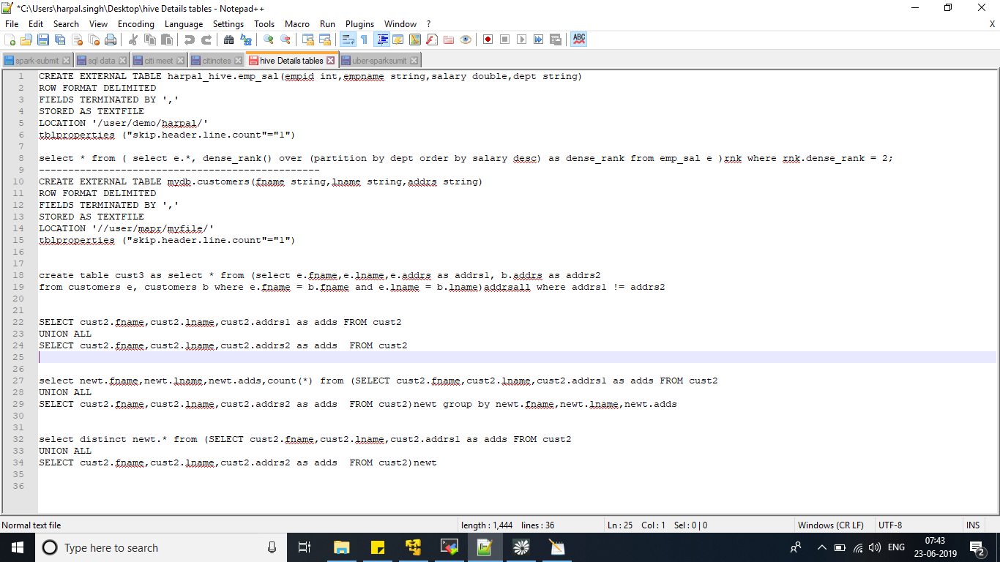 *C:\Users\harpal.singh\Desktop\hive Details tables - Notepad++
File Edit Search View Encoding Language Settings Tools Macro Run Plugins Window ? X
spark-submit sql data citi meet citinotes hive Details tables uber-sparksumit
1 CREATE EXTERNAL TABLE harpal_hive.emp_sal(empid int,empname string,salary double,dept string)
2 ROW FORMAT DELIMITED
3 FIELDS TERMINATED BY ','
4 STORED AS TEXTFILE
5 LOCATION '/user/demo/harpal/'
6 tblproperties ("skip.header.line.count"="1")
7
8 select * from ( select e.*, dense_rank() over (partition by dept order by salary desc) as dense_rank from emp_sal e )rnk where rnk.dense_rank = 2;
9 ------------------------------------------------
10 CREATE EXTERNAL TABLE mydb.customers(fname string,lname string,addrs string)
11 ROW FORMAT DELIMITED
12 FIELDS TERMINATED BY ','
13 STORED AS TEXTFILE
14 LOCATION '//user/mapr/myfile/'
15 tblproperties ("skip.header.line.count"="1")
16
17
18 create table cust3 as select * from (select e.fname,e.lname,e.addrs as addrs1, b.addrs as addrs2
19 from customers e, customers b where e.fname = b.fname and e.lname = b.lname)addrsall where addrs1 != addrs2
20
21
22 SELECT cust2.fname,cust2.lname,cust2.addrs1 as adds FROM cust2
23 UNION ALL
24 SELECT cust2.fname,cust2.lname,cust2.addrs2 as adds  FROM cust2
25
26
27 select newt.fname,newt.lname,newt.adds,count(*) from (SELECT cust2.fname,cust2.lname,cust2.addrs1 as adds FROM cust2
28 UNION ALL
29 SELECT cust2.fname,cust2.lname,cust2.addrs2 as adds  FROM cust2)newt group by newt.fname,newt.lname,newt.adds
30
31
32 select distinct newt.* from (SELECT cust2.fname,cust2.lname,cust2.addrs1 as adds FROM cust2
33 UNION ALL
34 SELECT cust2.fname,cust2.lname,cust2.addrs2 as adds  FROM cust2)newt
35
36
Normal text file length : 1,444 lines : 36 Ln : 25 Col : 1 Sel : 0 | 0 Windows (CR LF) UTF-8 INS
Type here to search ENG 07:43
23-06-2019 2